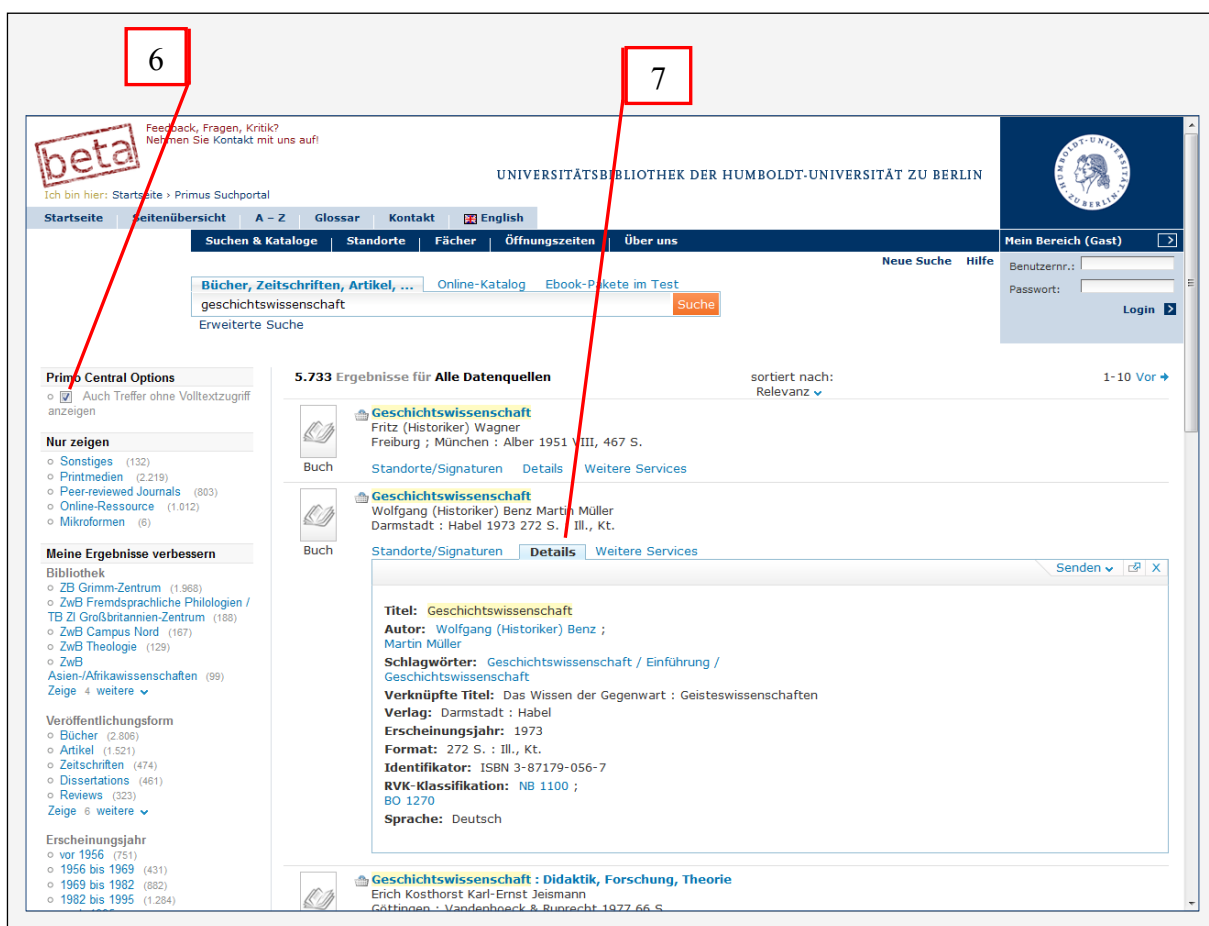 6
7
beta
Feedback, Fragen, Kritik?
Nehmen Sie Kontakt mit uns auf!
UNIVERSITÄTSBIBLIOTHEK DER HUMBOLDT-UNIVERSITÄT ZU BERLIN
HUMBOLDT-UNIVERSITÄT ZU BERLIN
Ich bin hier: Startseite › Primus Suchportal
Startseite Seitenübersicht A – Z Glossar Kontakt English
Suchen & Kataloge Standorte Fächer Öffnungszeiten Über uns
Mein Bereich (Gast)
Neue Suche Hilfe
Benutzernr.:
Passwort:
Login
Bücher, Zeitschriften, Artikel, ... Online-Katalog Ebook-Pakete im Test
geschichtswissenschaft Suche
Erweiterte Suche
Primo Central Options
Auch Treffer ohne Volltextzugriff
anzeigen
Nur zeigen
Sonstiges (132)
Printmedien (2.219)
Peer-reviewed Journals (803)
Online-Ressource (1.012)
Mikroformen (6)
Meine Ergebnisse verbessern
Bibliothek
ZB Grimm-Zentrum (1.968)
ZwB Fremdsprachliche Philologien /
TB ZI Großbritannien-Zentrum (188)
ZwB Campus Nord (167)
ZwB Theologie (129)
ZwB
Asien-/Afrikawissenschaften (99)
Zeige 4 weitere
Veröffentlichungsform
Bücher (2.806)
Artikel (1.521)
Zeitschriften (474)
Dissertations (461)
Reviews (323)
Zeige 6 weitere
Erscheinungsjahr
vor 1956 (751)
1956 bis 1969 (431)
1969 bis 1982 (882)
1982 bis 1995 (1.284)
5.733 Ergebnisse für Alle Datenquellen
sortiert nach:
Relevanz
1-10 Vor
Geschichtswissenschaft
Fritz (Historiker) Wagner
Freiburg ; München : Alber 1951 VIII, 467 S.
Buch
Standorte/Signaturen Details Weitere Services
Geschichtswissenschaft
Wolfgang (Historiker) Benz Martin Müller
Darmstadt : Habel 1973 272 S. : Ill., Kt.
Buch
Standorte/Signaturen Details Weitere Services
Senden X
Titel: Geschichtswissenschaft
Autor: Wolfgang (Historiker) Benz ;
Martin Müller
Schlagwörter: Geschichtswissenschaft / Einführung /
Geschichtswissenschaft
Verknüpfte Titel: Das Wissen der Gegenwart : Geisteswissenschaften
Verlag: Darmstadt : Habel
Erscheinungsjahr: 1973
Format: 272 S. : Ill., Kt.
Identifikator: ISBN 3-87179-056-7
RVK-Klassifikation: NB 1100 ;
BO 1270
Sprache: Deutsch
Geschichtswissenschaft : Didaktik, Forschung, Theorie
Erich Kosthorst Karl-Ernst Jeismann
Göttingen : Vandenhoeck & Ruprecht 1977 66 S.